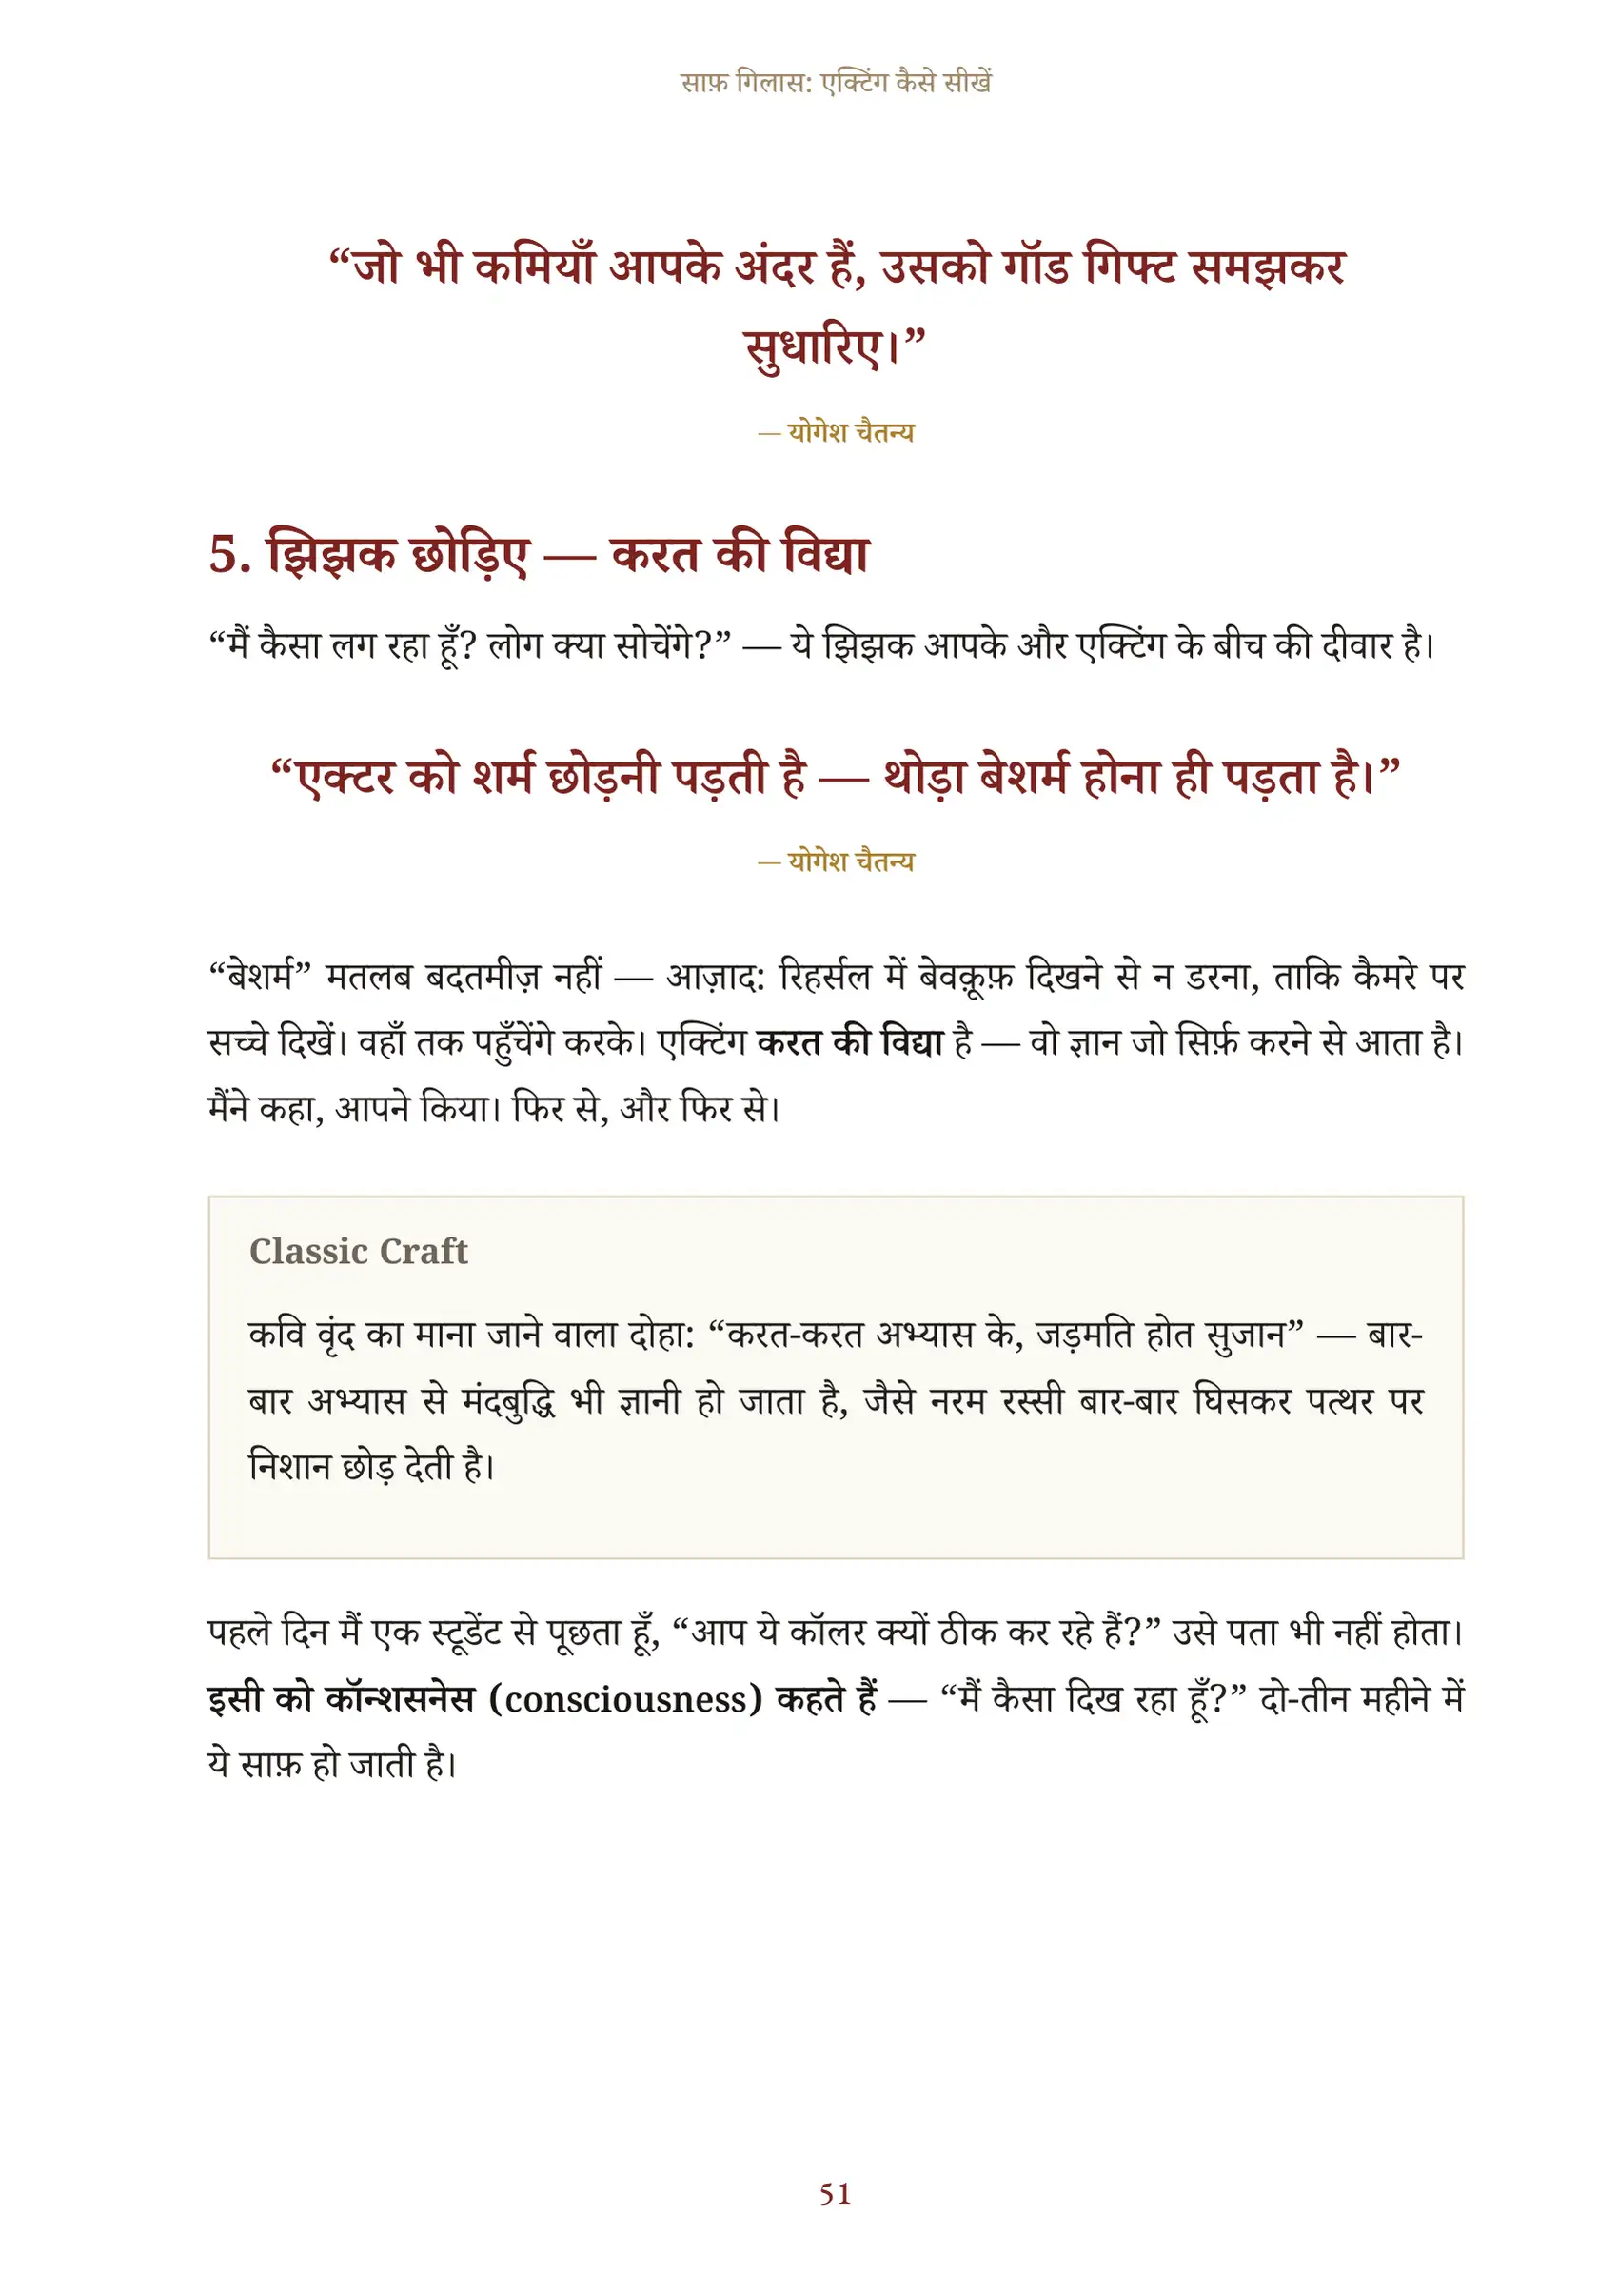 साफ़ गिलास: एक्टिंग कैसे सीखें
“जो भी कमियाँ आपके अंदर हैं, उसको गॉड गिफ्ट समझकर
सुधारिए।”
— योगेश चैतन्य
5. झिझक छोड़िए — करत की विद्या
“मैं कैसा लग रहा हूँ? लोग क्या सोचेंगे?” — ये झिझक आपके और एक्टिंग के बीच की दीवार है।
“एक्टर को शर्म छोड़नी पड़ती है — थोड़ा बेशर्म होना ही पड़ता है।”
— योगेश चैतन्य
“बेशर्म” मतलब बदतमीज़ नहीं — आज़ाद: रिहर्सल में बेवक़ूफ़ दिखने से न डरना, ताकि कैमरे पर
सच्चे दिखें। वहाँ तक पहुँचेंगे करके। एक्टिंग करत की विद्या है — वो ज्ञान जो सिर्फ़ करने से आता है।
मैंने कहा, आपने किया। फिर से, और फिर से।
Classic Craft
कवि वृंद का माना जाने वाला दोहा: “करत-करत अभ्यास के, जड़मति होत सुजान” — बार-
बार अभ्यास से मंदबुद्धि भी ज्ञानी हो जाता है, जैसे नरम रस्सी बार-बार घिसकर पत्थर पर
निशान छोड़ देती है।
पहले दिन मैं एक स्टूडेंट से पूछता हूँ, “आप ये कॉलर क्यों ठीक कर रहे हैं?” उसे पता भी नहीं होता।
इसी को कॉन्शसनेस (consciousness) कहते हैं — “मैं कैसा दिख रहा हूँ?” दो-तीन महीने में
ये साफ़ हो जाती है।
51